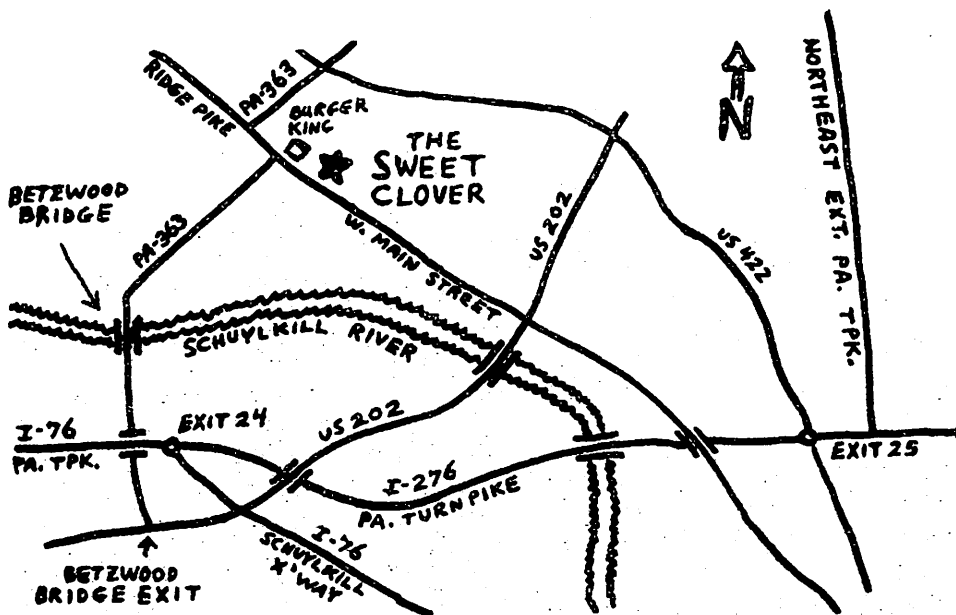 RIDGE PIKE
PA-363
BURGER
KING
THE
SWEET
CLOVER
N
NORTHEAST EXT. PA. TPK.
BETZWOOD
BRIDGE
PA-363
W. MAIN STREET
US 202
US 422
SCHUYLKILL RIVER
I-76
PA. TPK.
EXIT 24
US 202
I-276
PA. TURNPIKE
EXIT 25
I-76
SCHUYLKILL
X'WAY
BETZWOOD
BRIDGE EXIT